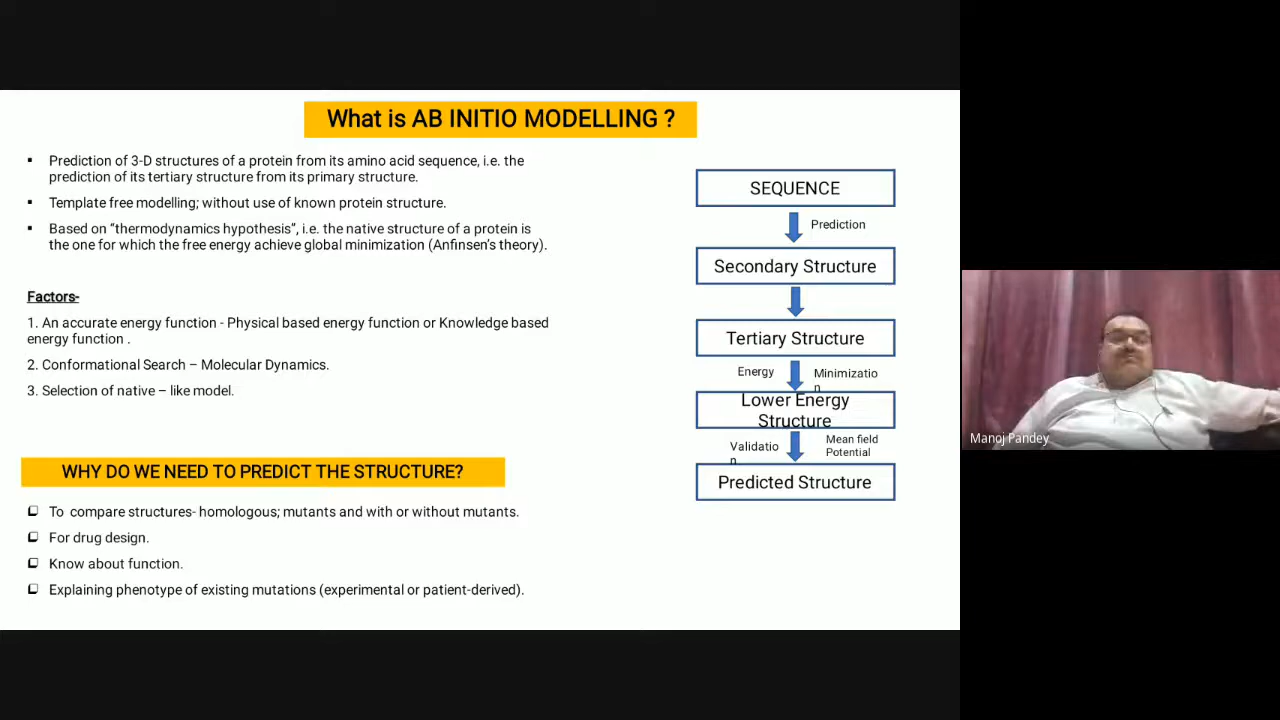 What is AB INITIO MODELLING ?
▪ Prediction of 3-D structures of a protein from its amino acid sequence, i.e. the
prediction of its tertiary structure from its primary structure.
▪ Template free modelling; without use of known protein structure.
▪ Based on “thermodynamics hypothesis”, i.e. the native structure of a protein is
the one for which the free energy achieve global minimization (Anfinsen’s theory).
Factors-
1. An accurate energy function - Physical based energy function or Knowledge based
energy function .
2. Conformational Search – Molecular Dynamics.
3. Selection of native – like model.
WHY DO WE NEED TO PREDICT THE STRUCTURE?
❑ To compare structures- homologous; mutants and with or without mutants.
❑ For drug design.
❑ Know about function.
❑ Explaining phenotype of existing mutations (experimental or patient-derived).
SEQUENCE
Prediction
Secondary Structure
Tertiary Structure
Energy
Minimizatio
n
Lower Energy
Structure
Validatio
n
Mean field
Potential
Predicted Structure
Manoj Pandey